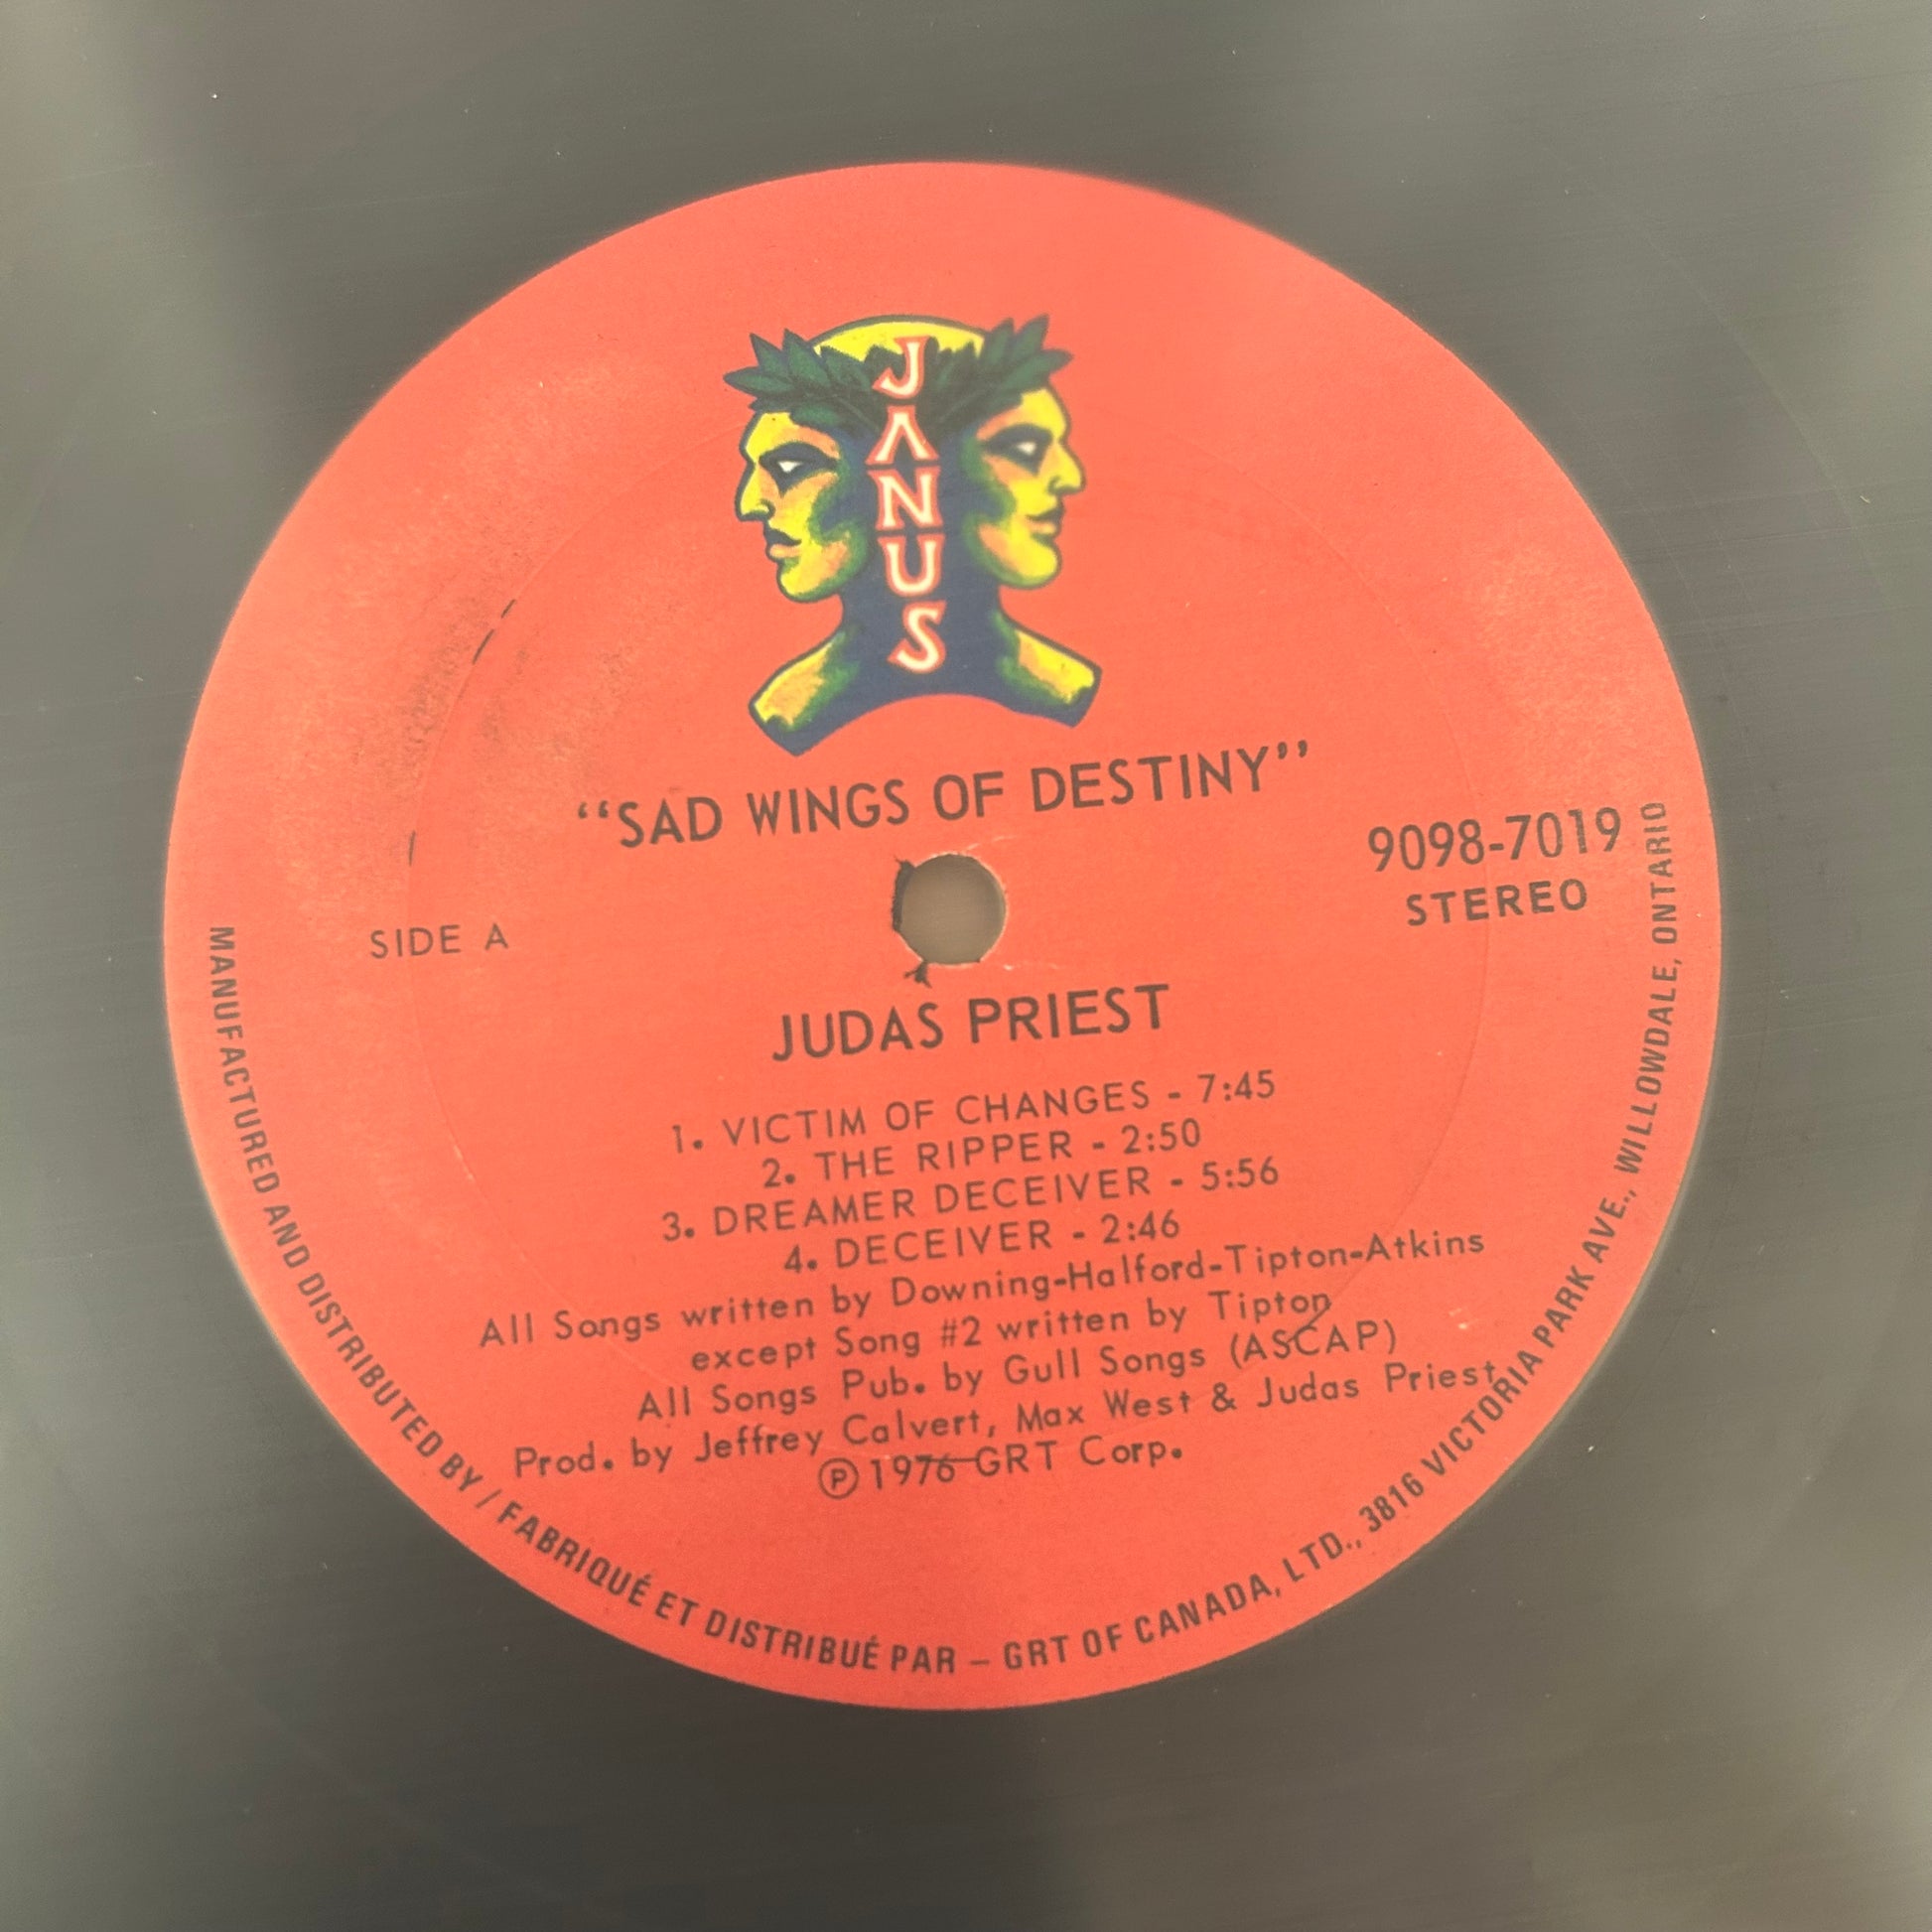 JANUS
“SAD WINGS OF DESTINY”
9098-7019
STEREO
SIDE A
JUDAS PRIEST
1. VICTIM OF CHANGES - 7:45
2. THE RIPPER - 2:50
3. DREAMER DECEIVER - 5:56
4. DECEIVER - 2:46
All Songs written by Downing-Halford-Tipton-Atkins
except Song #2 written by Tipton
All Songs Pub. by Gull Songs (ASCAP)
Prod. by Jeffrey Calvert, Max West & Judas Priest
Ⓟ 1976 GRT Corp.
MANUFACTURED AND DISTRIBUTED BY / FABRIQUÉ ET DISTRIBUÉ PAR – GRT OF CANADA, LTD., 3816 VICTORIA PARK AVE., WILLOWDALE, ONTARIO